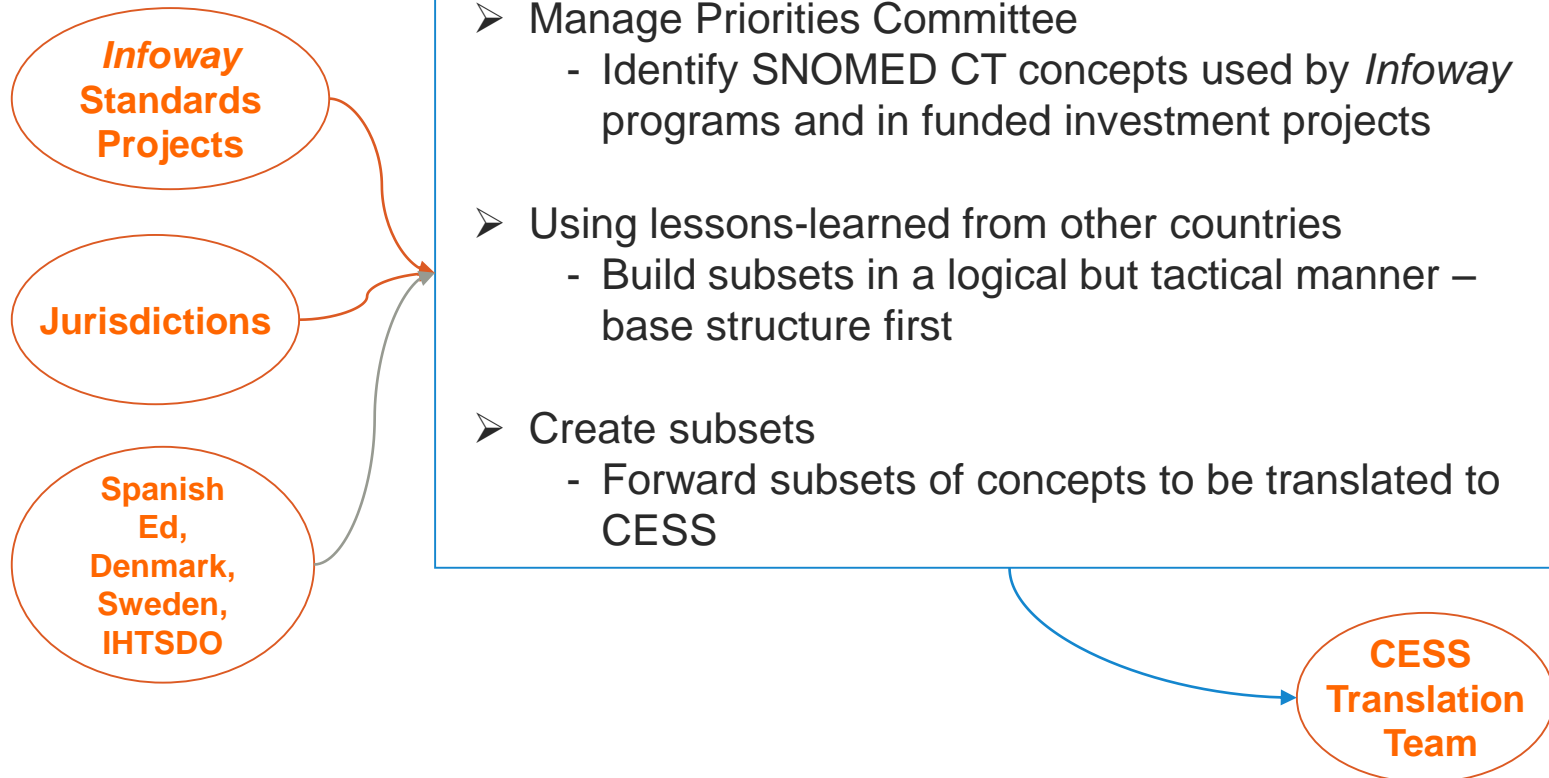 Infoway
Standards
Projects
Jurisdictions
Spanish
Ed,
Denmark,
Sweden,
IHTSDO
➢ Manage Priorities Committee
- Identify SNOMED CT concepts used by Infoway
programs and in funded investment projects
➢ Using lessons-learned from other countries
- Build subsets in a logical but tactical manner –
base structure first
➢ Create subsets
- Forward subsets of concepts to be translated to
CESS
CESS
Translation
Team